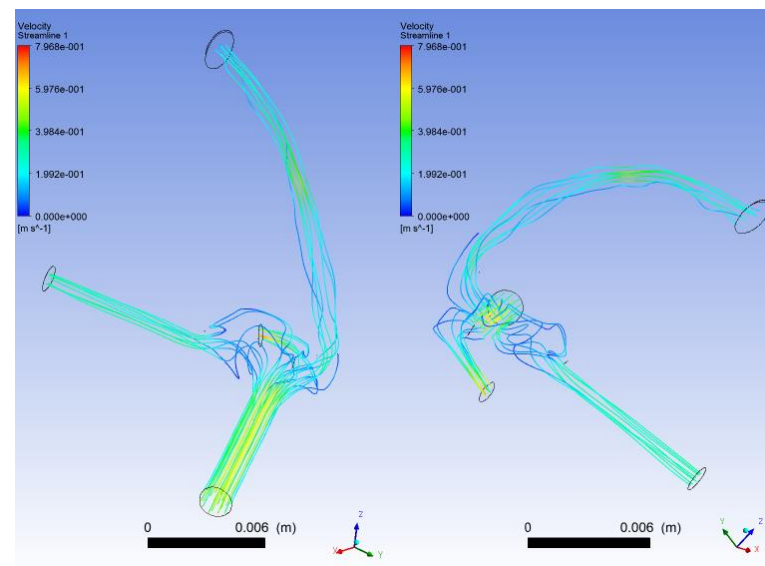 Velocity
Streamline 1
7.968e-001
5.976e-001
3.984e-001
1.992e-001
0.000e+000
[m s^-1]
0 0.006 (m)
Z
X Y
Velocity
Streamline 1
7.968e-001
5.976e-001
3.984e-001
1.992e-001
0.000e+000
[m s^-1]
0 0.006 (m)
Y Z
X